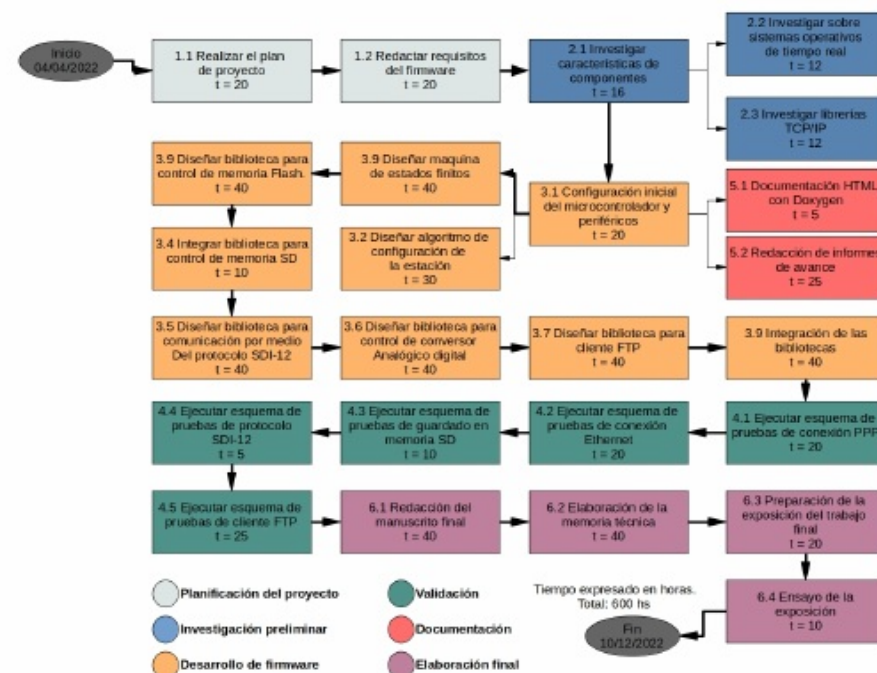 Inicio
04/04/2022
1.1 Realizar el plan
de proyecto
t = 20
1.2 Redactar requisitos
del firmware
t = 20
2.1 Investigar
características de
componentes
t = 16
2.2 Investigar sobre
sistemas operativos
de tiempo real
t = 12
2.3 Investigar librerías
TCP/IP
t = 12
3.9 Diseñar biblioteca para
control de memoria Flash.
t = 40
3.9 Diseñar maquina
de estados finitos
t = 40
3.1 Configuración inicial
del microcontrolador y
periféricos
t = 20
5.1 Documentación HTML
con Doxygen
t = 5
3.4 Integrar biblioteca para
control de memoria SD
t = 10
3.2 Diseñar algoritmo de
configuración de
la estación
t = 30
5.2 Redacción de informes
de avance
t = 25
3.5 Diseñar biblioteca para
comunicación por medio
Del protocolo SDI-12
t = 40
3.6 Diseñar biblioteca para
control de conversor
Analógico digital
t = 40
3.7 Diseñar biblioteca para
cliente FTP
t = 40
3.9 Integración de las
bibliotecas
t = 40
4.4 Ejecutar esquema de
pruebas de protocolo
SDI-12
t = 5
4.3 Ejecutar esquema de
pruebas de guardado en
memoria SD
t = 10
4.2 Ejecutar esquema de
pruebas de conexión
Ethernet
t = 20
4.1 Ejecutar esquema de
pruebas de conexión PPP
t = 20
4.5 Ejecutar esquema de
pruebas de cliente FTP
t = 25
6.1 Redacción del
manuscrito final
t = 40
6.2 Elaboración de la
memoria técnica
t = 40
6.3 Preparación de la
exposición del trabajo
final
t = 20
Planificación del proyecto
Validación
Tiempo expresado en horas.
Total: 600 hs
6.4 Ensayo de la
exposición
t = 10
Investigación preliminar
Documentación
Fin
10/12/2022
Desarrollo de firmware
Elaboración final